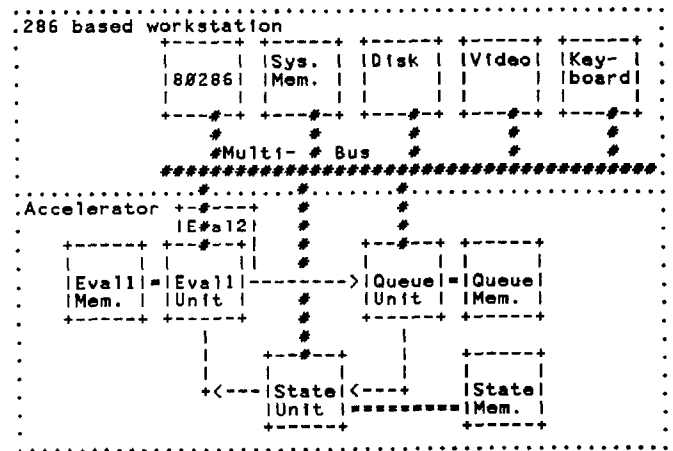 .286 based workstation
Sys. Disk Video Key-
80286 Mem. board
Multi- Bus
Accelerator
Eval2
Eval1 Eval1 Queue Queue
Mem. Unit Unit Mem.
State State
Unit Mem.